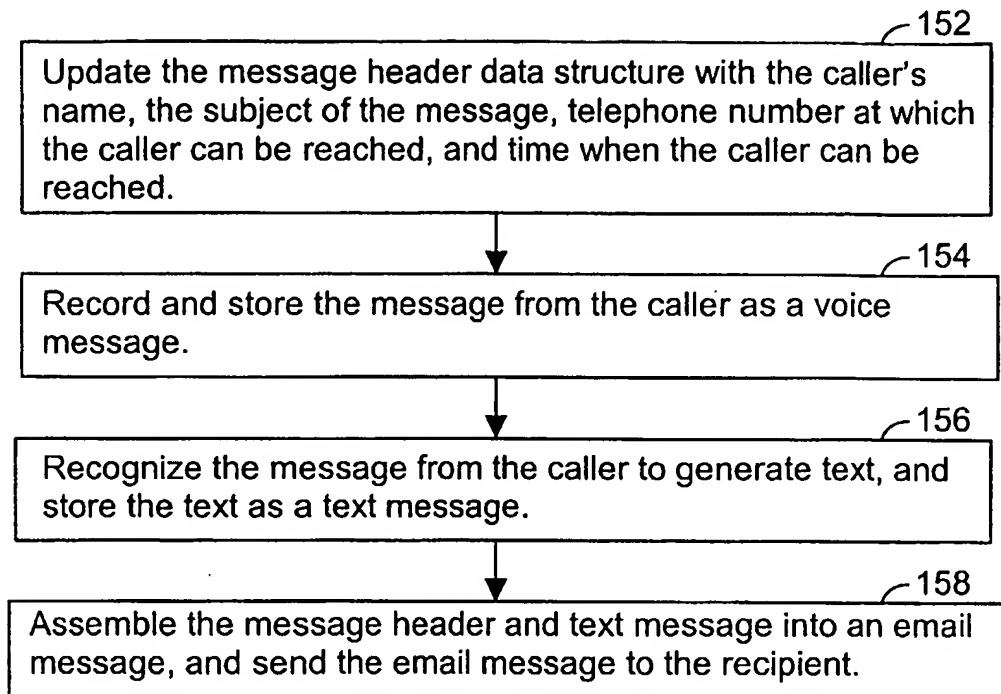 152
Update the message header data structure with the caller's
name, the subject of the message, telephone number at which
the caller can be reached, and time when the caller can be
reached.
154
Record and store the message from the caller as a voice
message.
156
Recognize the message from the caller to generate text, and
store the text as a text message.
158
Assemble the message header and text message into an email
message, and send the email message to the recipient.